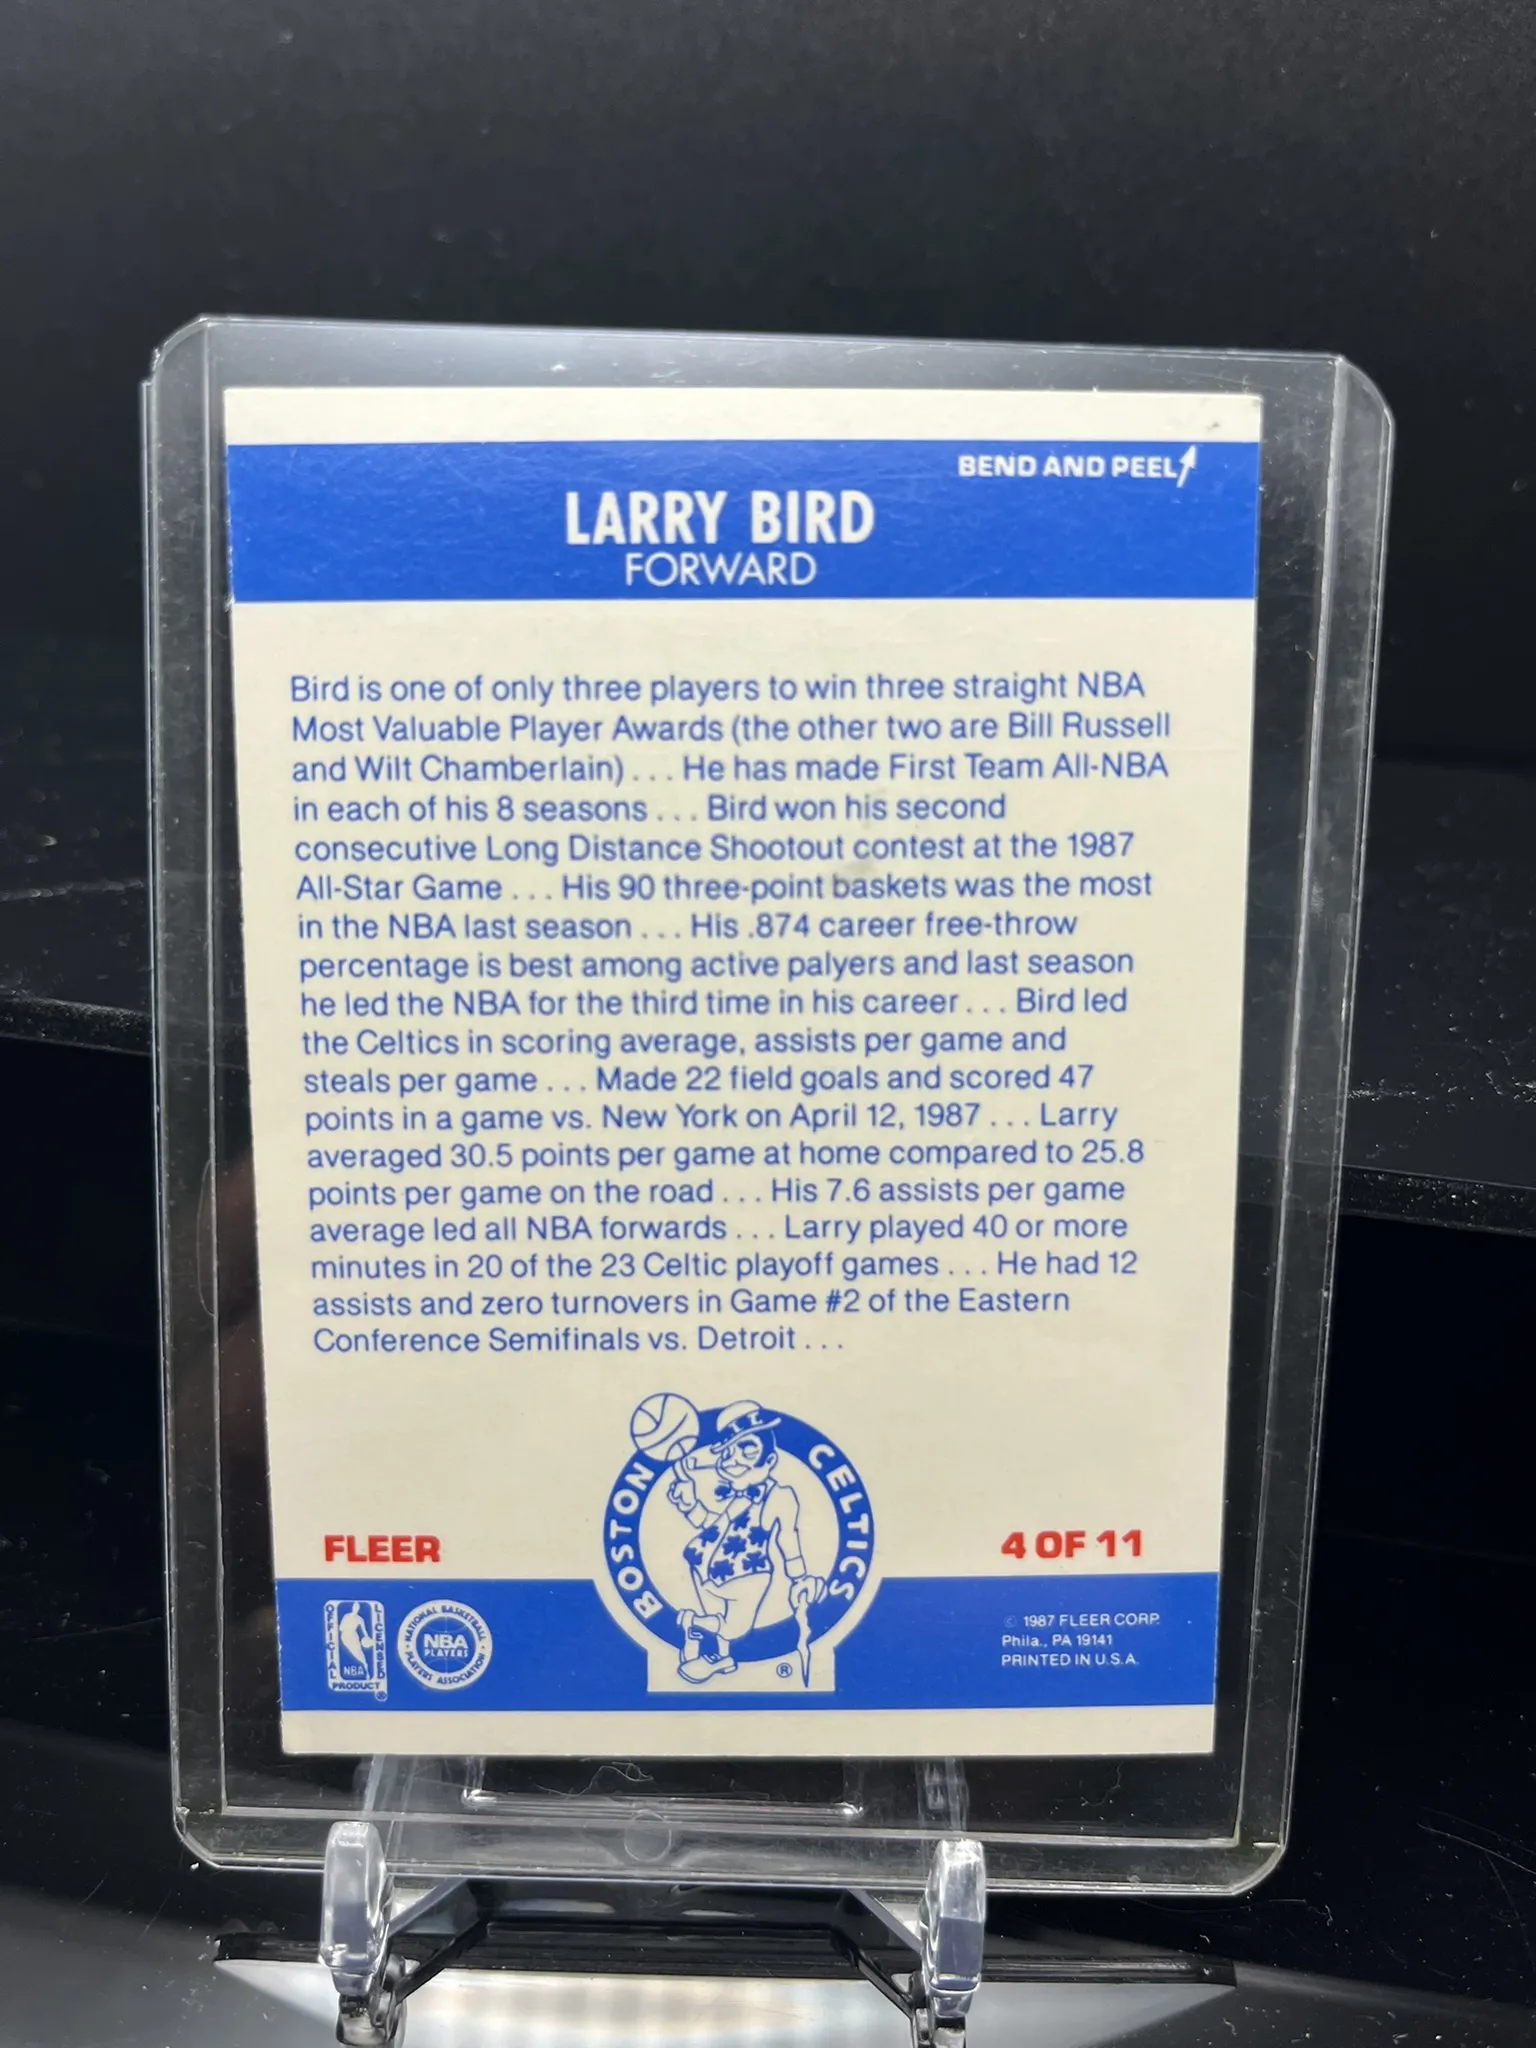 BEND AND PEEL
LARRY BIRD
FORWARD
Bird is one of only three players to win three straight NBA
Most Valuable Player Awards (the other two are Bill Russell
and Wilt Chamberlain) . . . He has made First Team All-NBA
in each of his 8 seasons . . . Bird won his second
consecutive Long Distance Shootout contest at the 1987
All-Star Game . . . His 90 three-point baskets was the most
in the NBA last season . . . His .874 career free-throw
percentage is best among active palyers and last season
he led the NBA for the third time in his career . . . Bird led
the Celtics in scoring average, assists per game and
steals per game . . . Made 22 field goals and scored 47
points in a game vs. New York on April 12, 1987 . . . Larry
averaged 30.5 points per game at home compared to 25.8
points per game on the road . . . His 7.6 assists per game
average led all NBA forwards . . . Larry played 40 or more
minutes in 20 of the 23 Celtic playoff games . . . He had 12
assists and zero turnovers in Game #2 of the Eastern
Conference Semifinals vs. Detroit . . .
BOSTON CELTICS
®
FLEER
4 OF 11
OFFICIAL LICENSED
NBA
PRODUCT ®
NATIONAL BASKETBALL
NBA
PLAYERS
PLAYERS ASSOCIATION
© 1987 FLEER CORP.
Phila., PA 19141
PRINTED IN U.S.A.